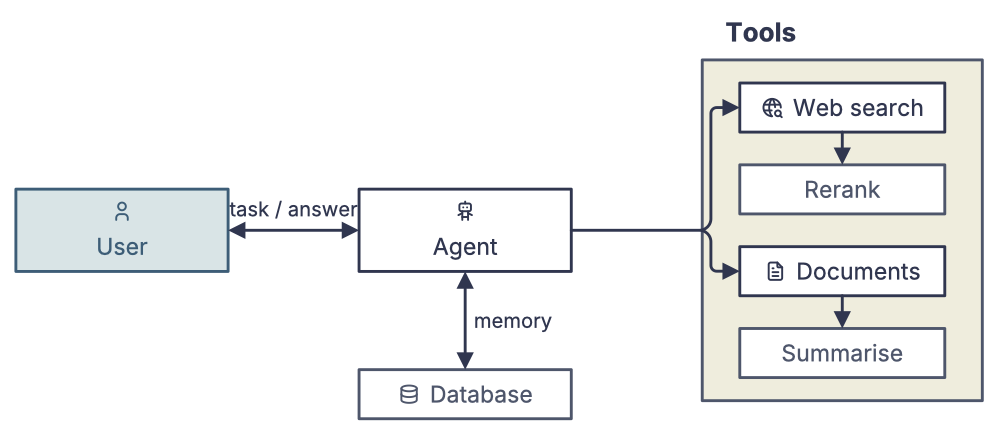 Tools
Web search
Rerank
task / answer
User
Agent
Documents
memory
Summarise
Database